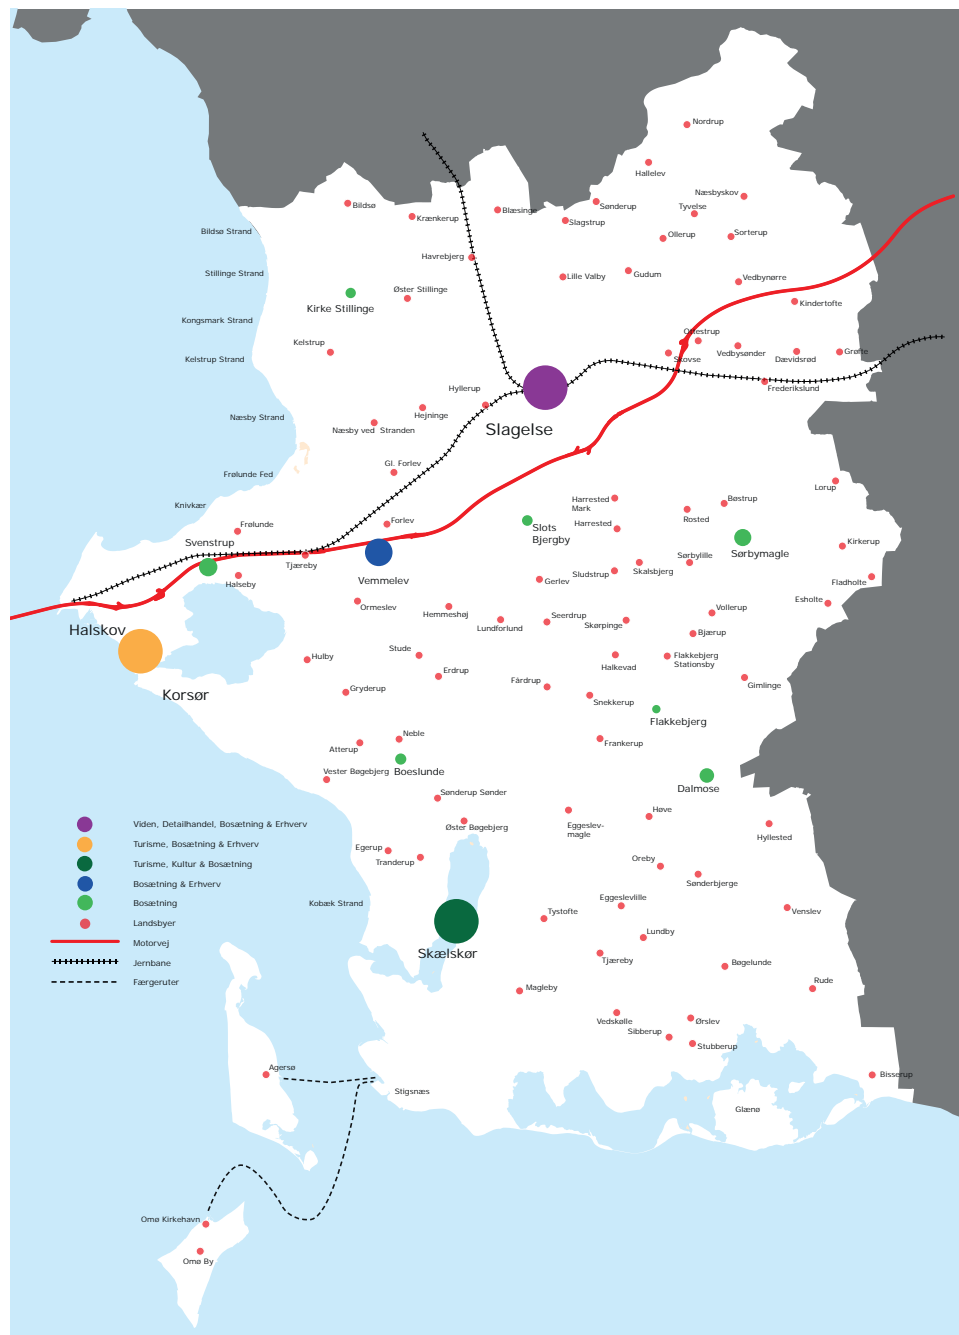 Nordrup
Hallelev
Næsbyskov
Bildsø
Sønderup
Tyvelse
Blæsinge
Krænkerup
Slagstrup
Bildsø Strand
Ollerup
Sorterup
Havrebjerg
Stillinge Strand
Lille Valby
Gudum
Vedbynørre
Øster Stillinge
Kirke Stillinge
Kindertofte
Kongsmark Strand
Ottestrup
Kelstrup
Skovse
Vedbysønder
Dævidsrød
Grøfte
Kelstrup Strand
Hyllerup
Frederikslund
Hejninge
Næsby Strand
Næsby ved Stranden
Slagelse
Gl. Forlev
Frølunde Fed
Lorup
Harrested
Mark
Bøstrup
Knivkær
Rosted
Frølunde
Forlev
Harrested
Slots
Bjergby
Svenstrup
Kirkerup
Sørbymagle
Sørbylille
Tjæreby
Vemmelev
Halseby
Sludstrup
Skalsbjerg
Gerlev
Fladholte
Esholte
Ormeslev
Hemmeshøj
Vollerup
Seerdrup
Lundforlund
Skørpinge
Halskov
Bjærup
Stude
Hulby
Flakkebjerg
Stationsby
Halkevad
Erdrup
Fårdrup
Gimlinge
Gryderup
Korsør
Snekkerup
Flakkebjerg
Neble
Atterup
Frankerup
Vester Bøgebjerg
Boeslunde
Dalmose
Sønderup Sønder
Høve
Viden, Detailhandel, Bosætning & Erhverv
Øster Bøgebjerg
Eggeslev-
magle
Hyllested
Turisme, Bosætning & Erhverv
Egerup
Tranderup
Oreby
Turisme, Kultur & Bosætning
Bosætning & Erhverv
Sønderbjerge
Bosætning
Kobæk Strand
Eggeslevlille
Tystofte
Venslev
Landsbyer
Lundby
Motorvej
Skælskør
Tjæreby
Bøgelunde
Jernbane
Færgeruter
Rude
Magleby
Vedskølle
Ørslev
Sibberup
Stubberup
Agersø
Bisserup
Stigsnæs
Glænø
Omø Kirkehavn
Omø By